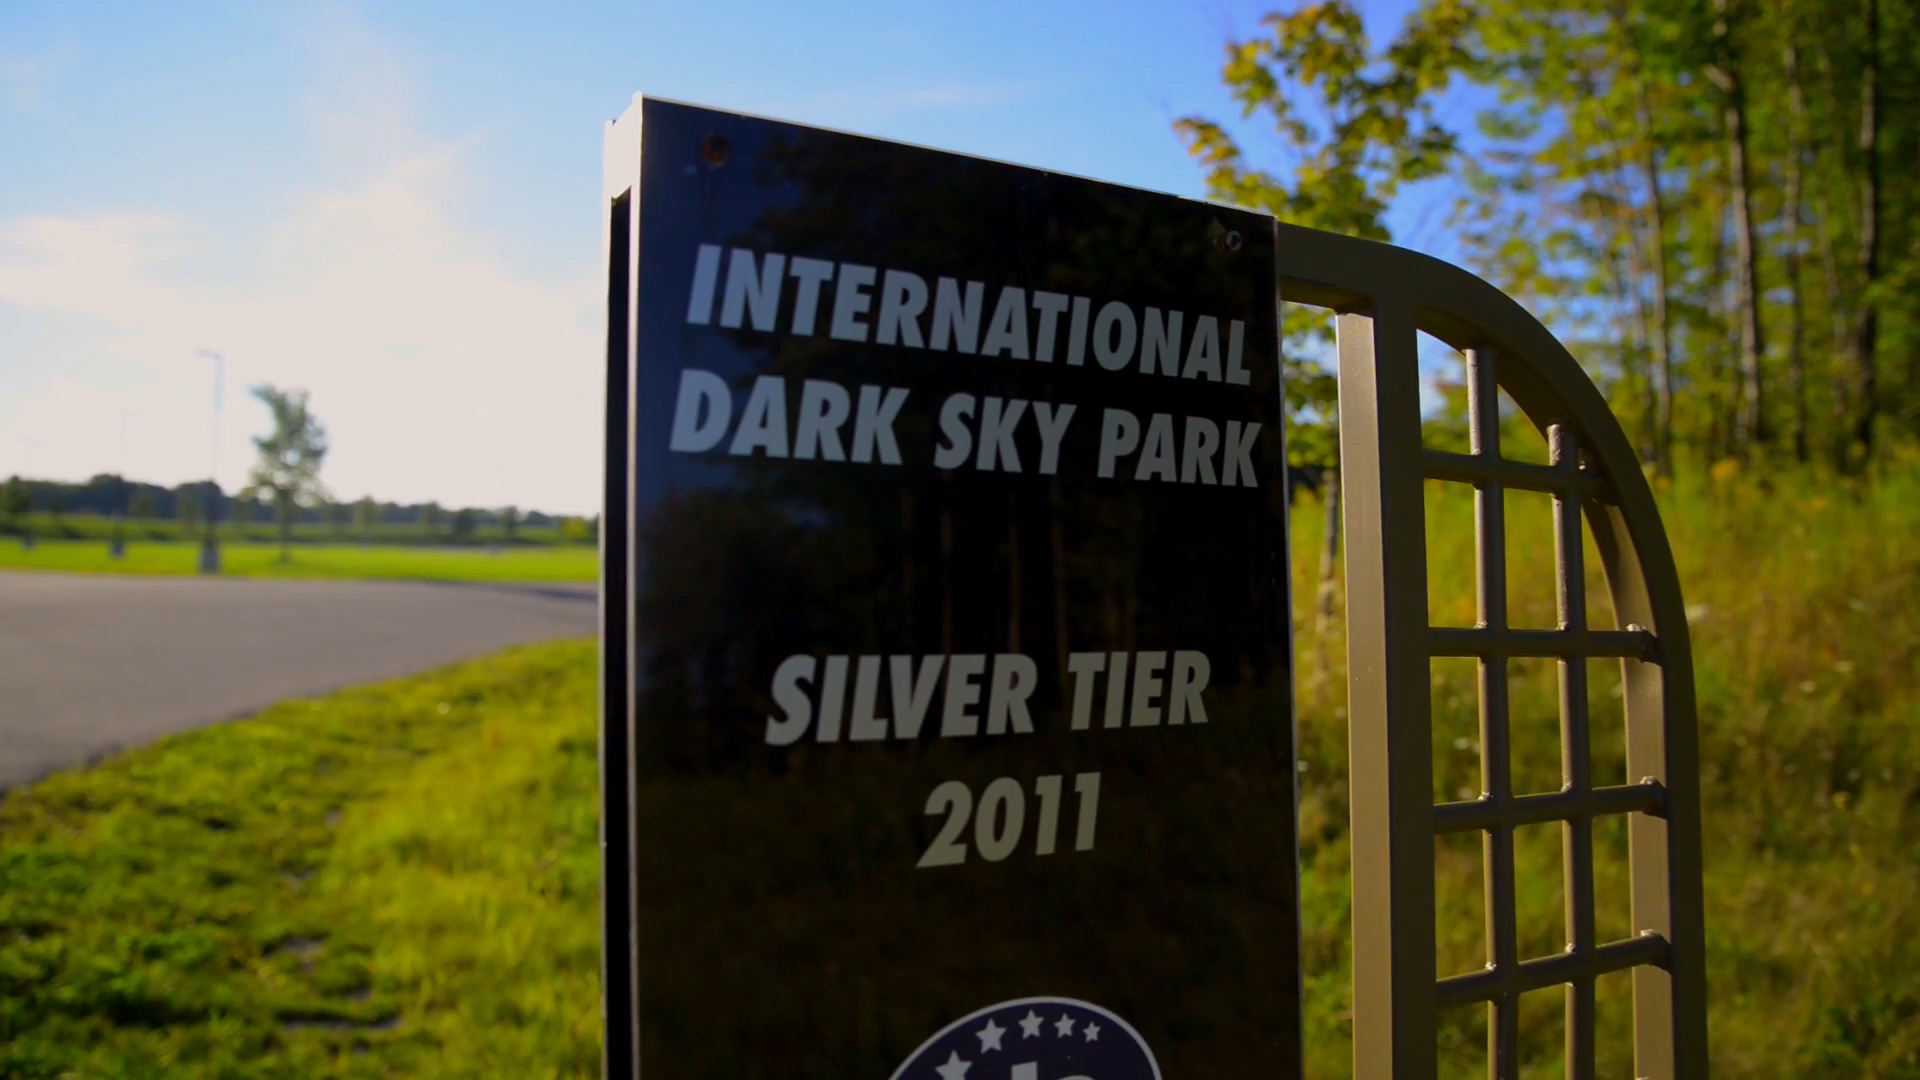 INTERNATIONAL
DARK SKY PARK
SILVER TIER
2011